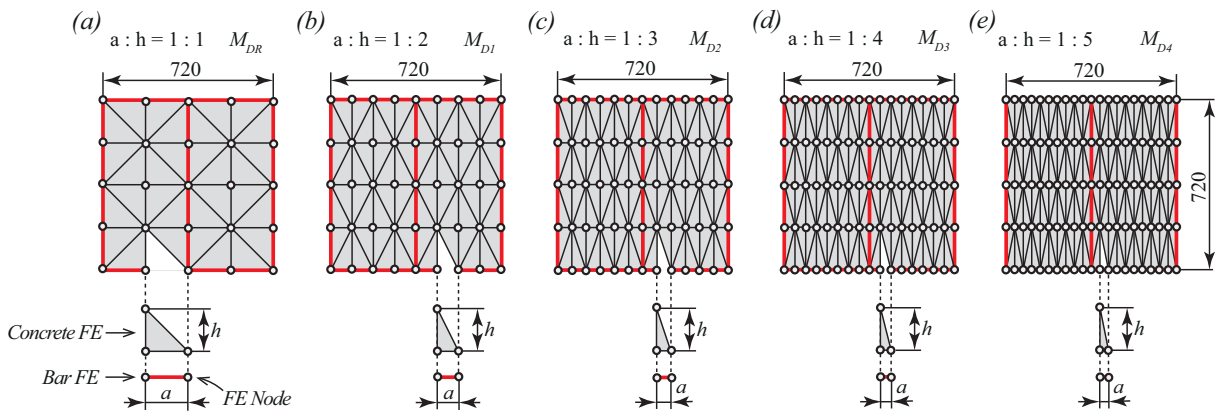 (a)
a : h = 1 : 1 M_DR
720
(b)
a : h = 1 : 2 M_D1
720
(c)
a : h = 1 : 3 M_D2
720
(d)
a : h = 1 : 4 M_D3
720
(e)
a : h = 1 : 5 M_D4
720
720
Concrete FE
h
h
h
h
h
Bar FE
FE Node
a
a
a
a
a